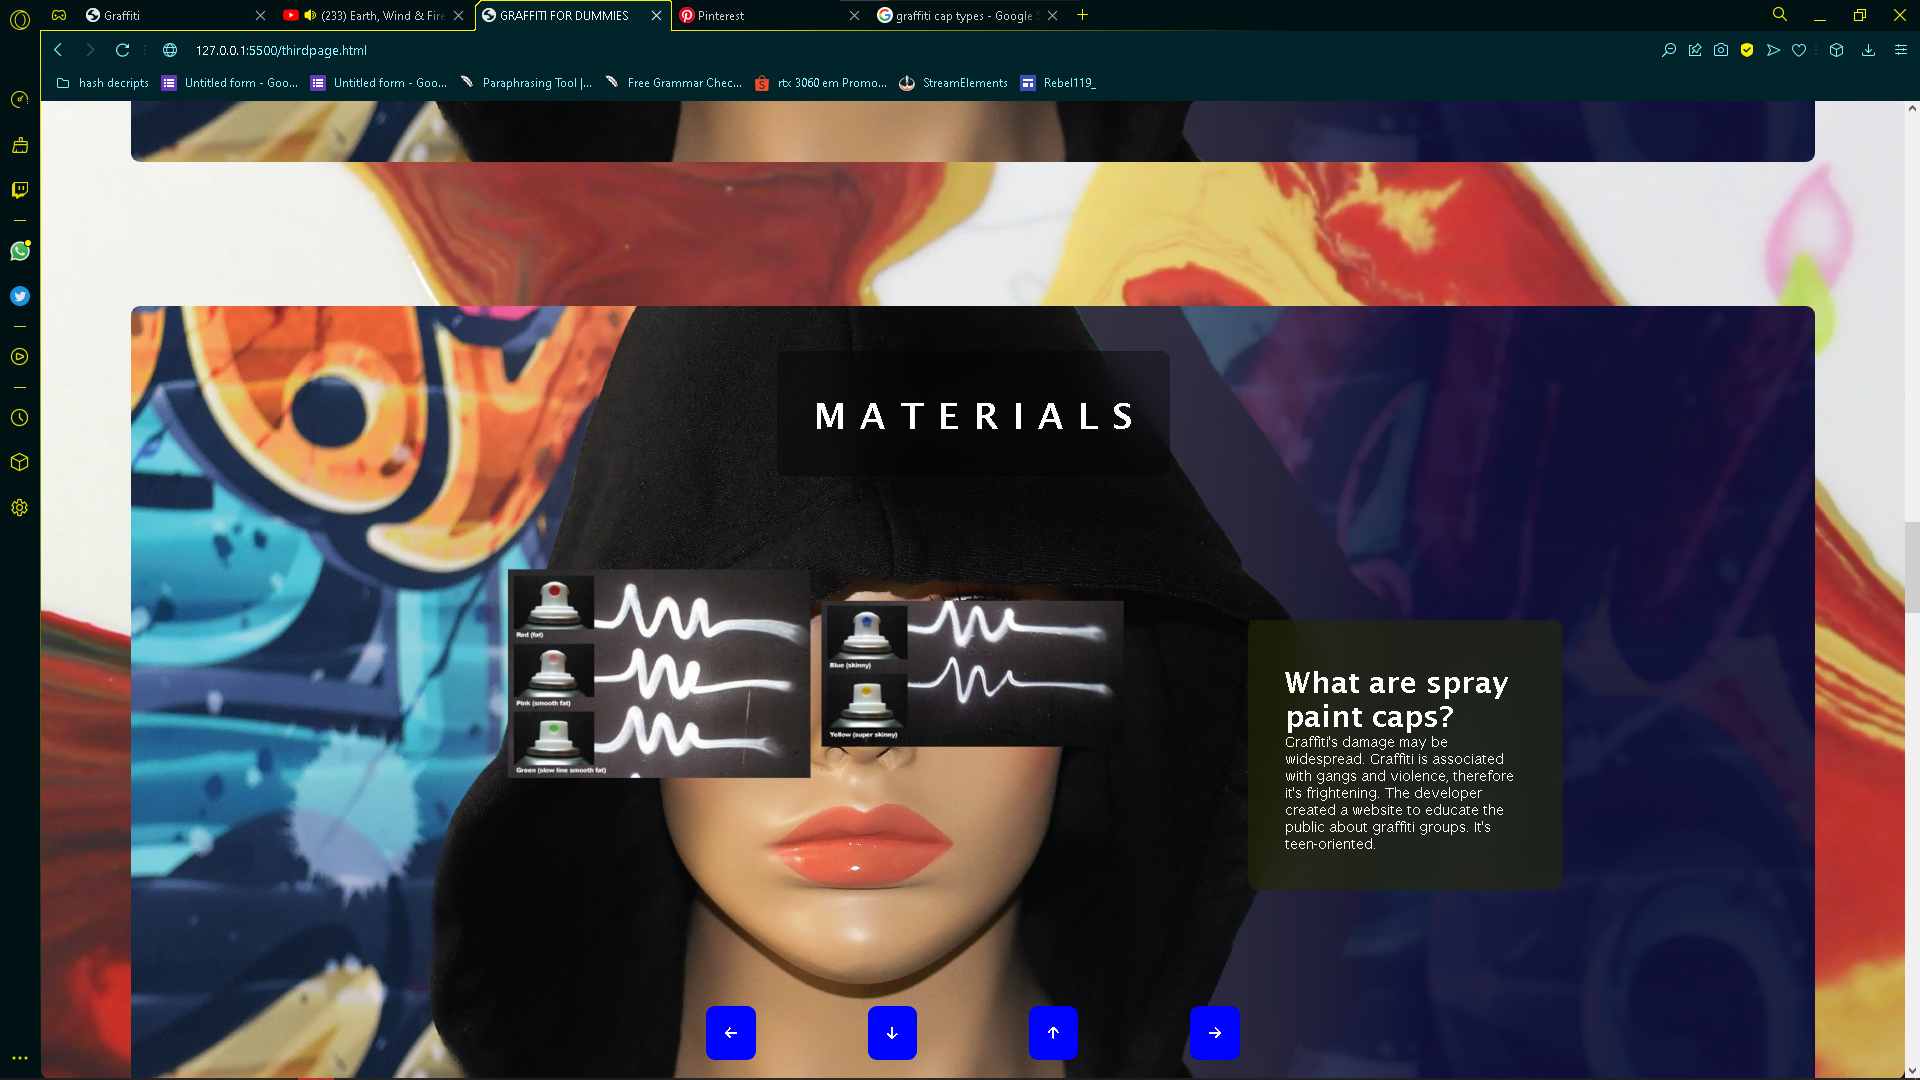 Graffiti
(233) Earth, Wind & Fire
GRAFFITI FOR DUMMIES
Pinterest
graffiti cap types - Google
127.0.0.1:5500/thirdpage.html
hash decripts
Untitled form - Goo...
Untitled form - Goo...
Paraphrasing Tool |...
Free Grammar Chec...
rtx 3060 em Promo...
StreamElements
Rebel119_
MATERIALS
Red (fat)
Pink (smooth fat)
Green (slow line smooth fat)
Blue (skinny)
Yellow (super skinny)
What are spray
paint caps?
Graffiti's damage may be
widespread. Graffiti is associated
with gangs and violence, therefore
it's frightening. The developer
created a website to educate the
public about graffiti groups. It's
teen-oriented.